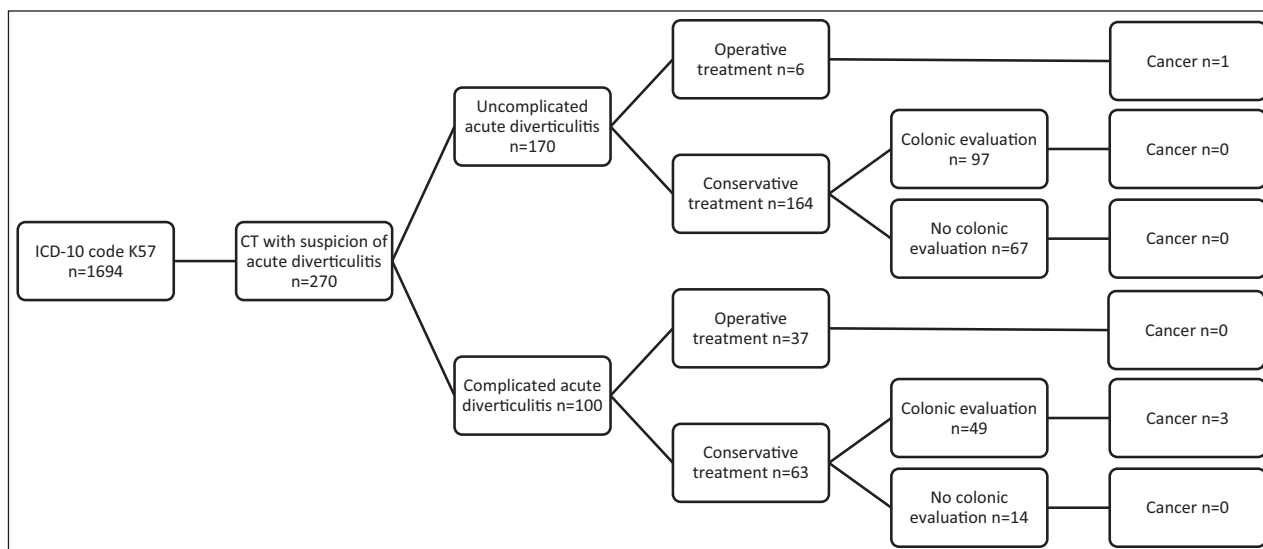 ICD-10 code K57
n=1694
CT with suspicion of
acute diverticulitis
n=270
Uncomplicated
acute diverticulitis
n=170
Operative
treatment n=6
Cancer n=1
Conservative
treatment n=164
Colonic evaluation
n= 97
Cancer n=0
No colonic
evaluation n=67
Cancer n=0
Complicated acute
diverticulitis n=100
Operative
treatment n=37
Cancer n=0
Conservative
treatment n=63
Colonic evaluation
n=49
Cancer n=3
No colonic
evaluation n=14
Cancer n=0